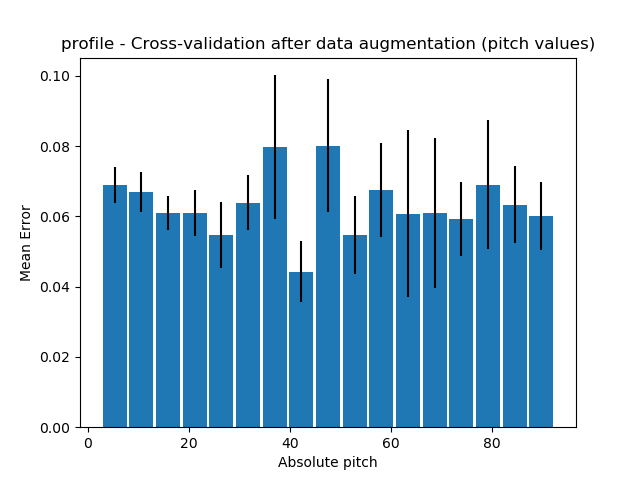 profile - Cross-validation after data augmentation (pitch values)
0.10
0.08
0.06
0.04
0.02
0.00
Mean Error
0 20 40 60 80
Absolute pitch